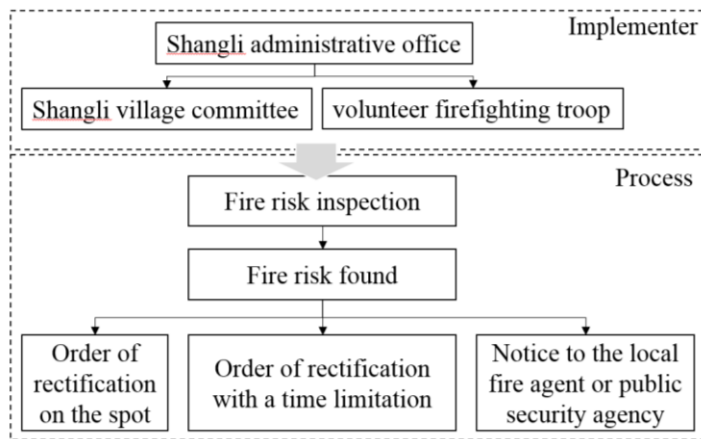 Implementer
Shangli administrative office
Shangli village committee
volunteer firefighting troop
Process
Fire risk inspection
Fire risk found
Order of
rectification
on the spot
Order of rectification
with a time limitation
Notice to the local
fire agent or public
security agency